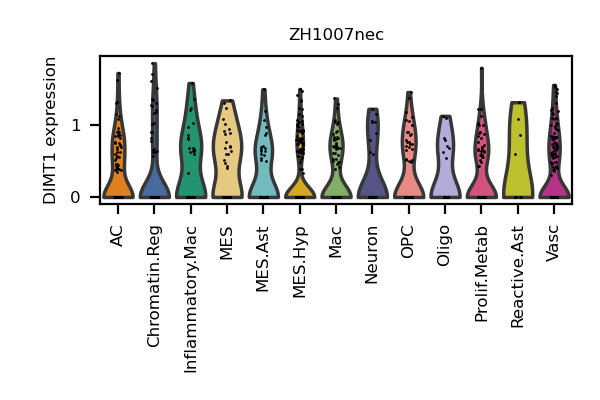 ZH1007nec
DIMT1 expression
1
0
AC
Chromatin.Reg
Inflammatory.Mac
MES
MES.Ast
MES.Hyp
Mac
Neuron
OPC
Oligo
Prolif.Metab
Reactive.Ast
Vasc